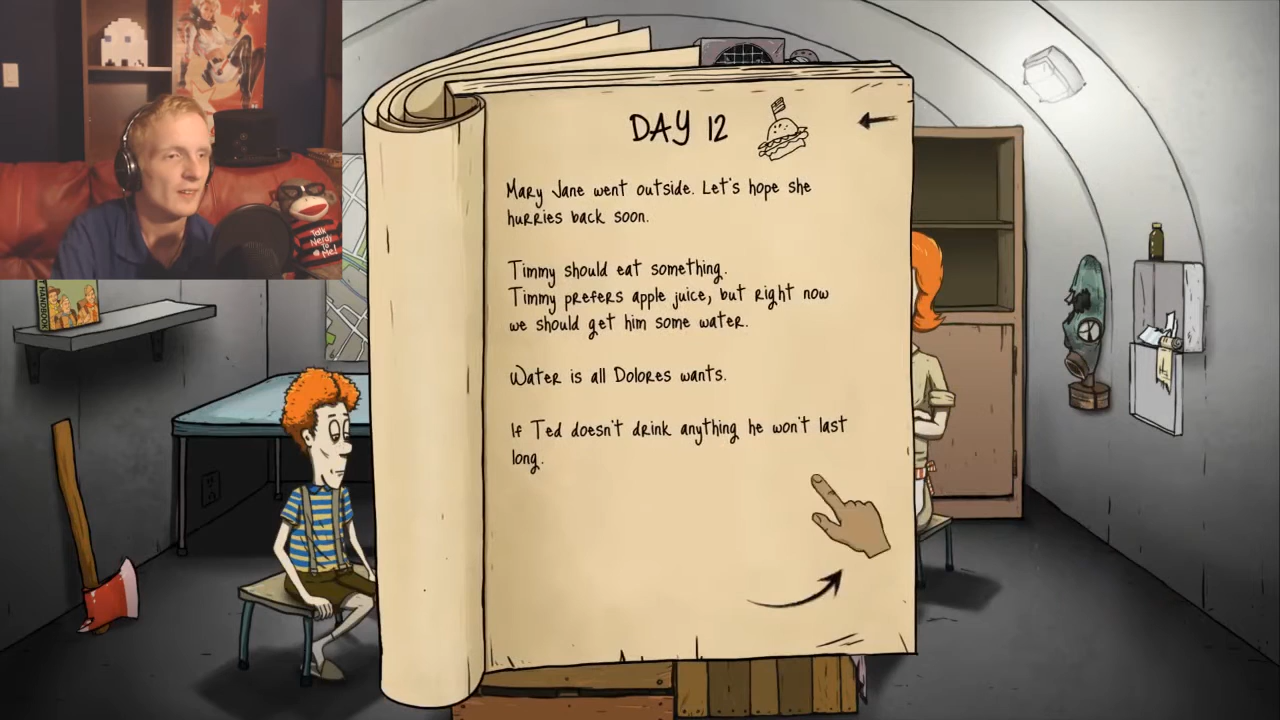 DAY 12
Mary Jane went outside. Let's hope she
hurries back soon.
Timmy should eat something.
Timmy prefers apple juice, but right now
we should get him some water.
Water is all Dolores wants.
If Ted doesn't drink anything he won't last
long.
Talk
Nerdy
To Me!
HANDBOOK